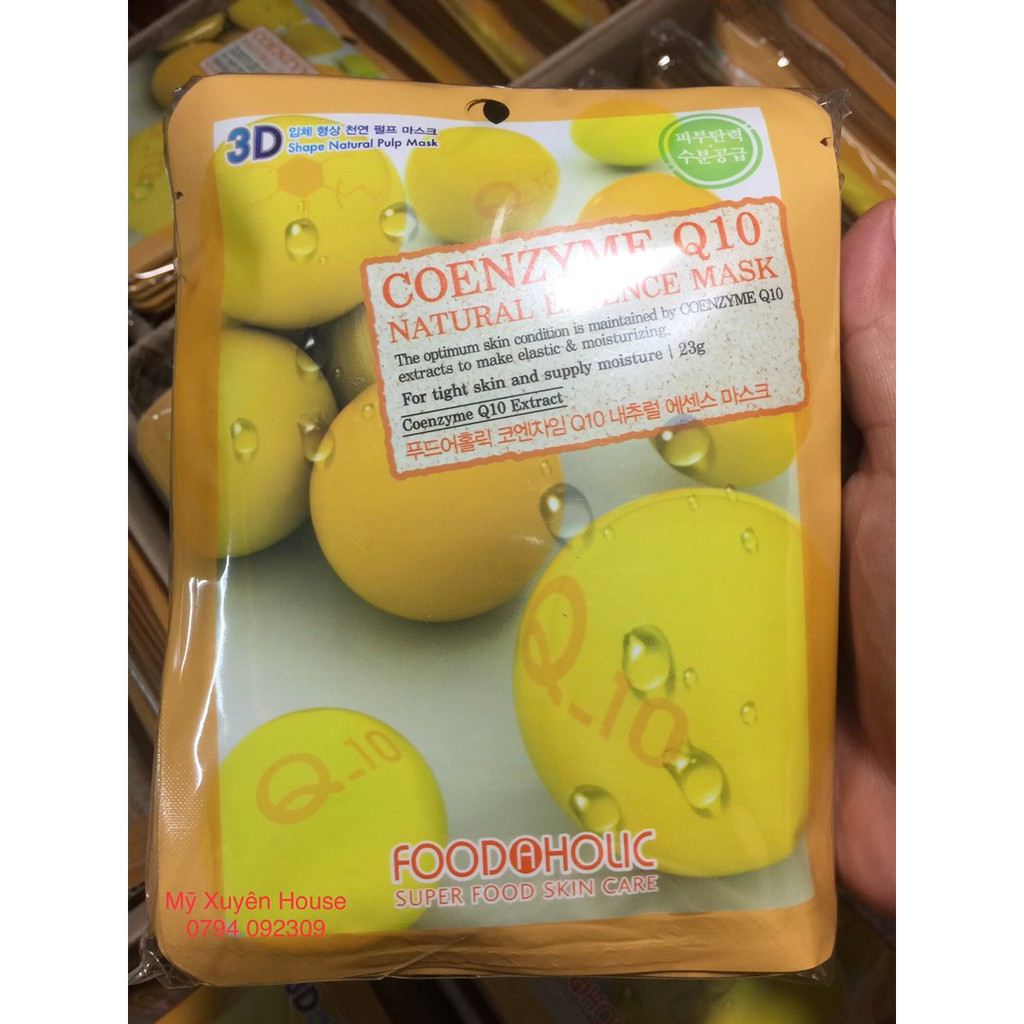 COENZY
3D 입체 형상 천연 펄프 마스크
Shape Natural Pulp Mask
피부탄력
수분공급
Q-10
COENZYME Q10
NATURAL ESSENCE MASK
The optimum skin condition is maintained by COENZYME Q10
extracts to make elastic & moisturizing.
For tight skin and supply moisture | 23g
Coenzyme Q10 Extract
푸드어홀릭 코엔자임 Q10 내추럴 에센스 마스크
Q-10
Q-10
FOODAHOLIC
SUPER FOOD SKIN CARE
Mỹ Xuyên House
0794 092309
3D